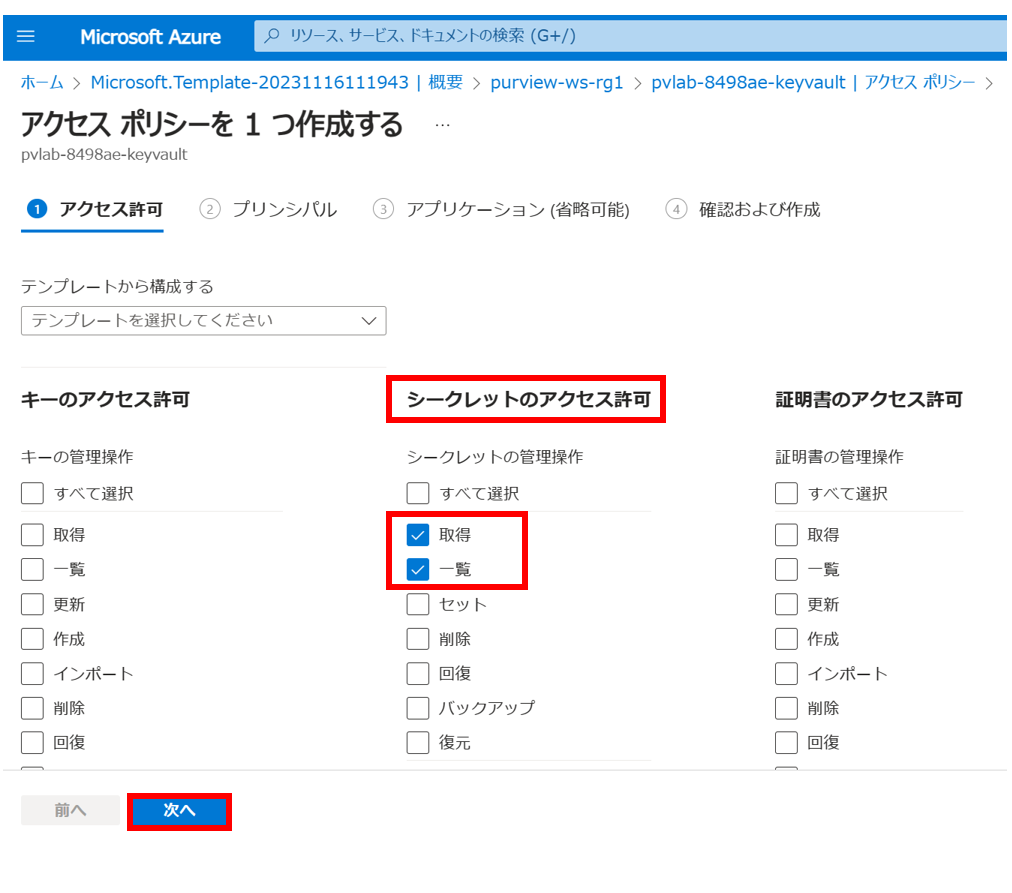 Microsoft Azure
リソース、サービス、ドキュメントの検索 (G+/)
ホーム > Microsoft.Template-20231116111943 | 概要 > purview-ws-rg1 > pvlab-8498ae-keyvault | アクセス ポリシー >
アクセス ポリシーを 1 つ作成する ...
pvlab-8498ae-keyvault
1 アクセス許可
2 プリンシパル
3 アプリケーション (省略可能)
4 確認および作成
テンプレートから構成する
テンプレートを選択してください
キーのアクセス許可
キーの管理操作
すべて選択
取得
一覧
更新
作成
インポート
削除
回復
シークレットのアクセス許可
シークレットの管理操作
すべて選択
取得
一覧
セット
削除
回復
バックアップ
復元
証明書のアクセス許可
証明書の管理操作
すべて選択
取得
一覧
更新
作成
インポート
削除
回復
前へ
次へ